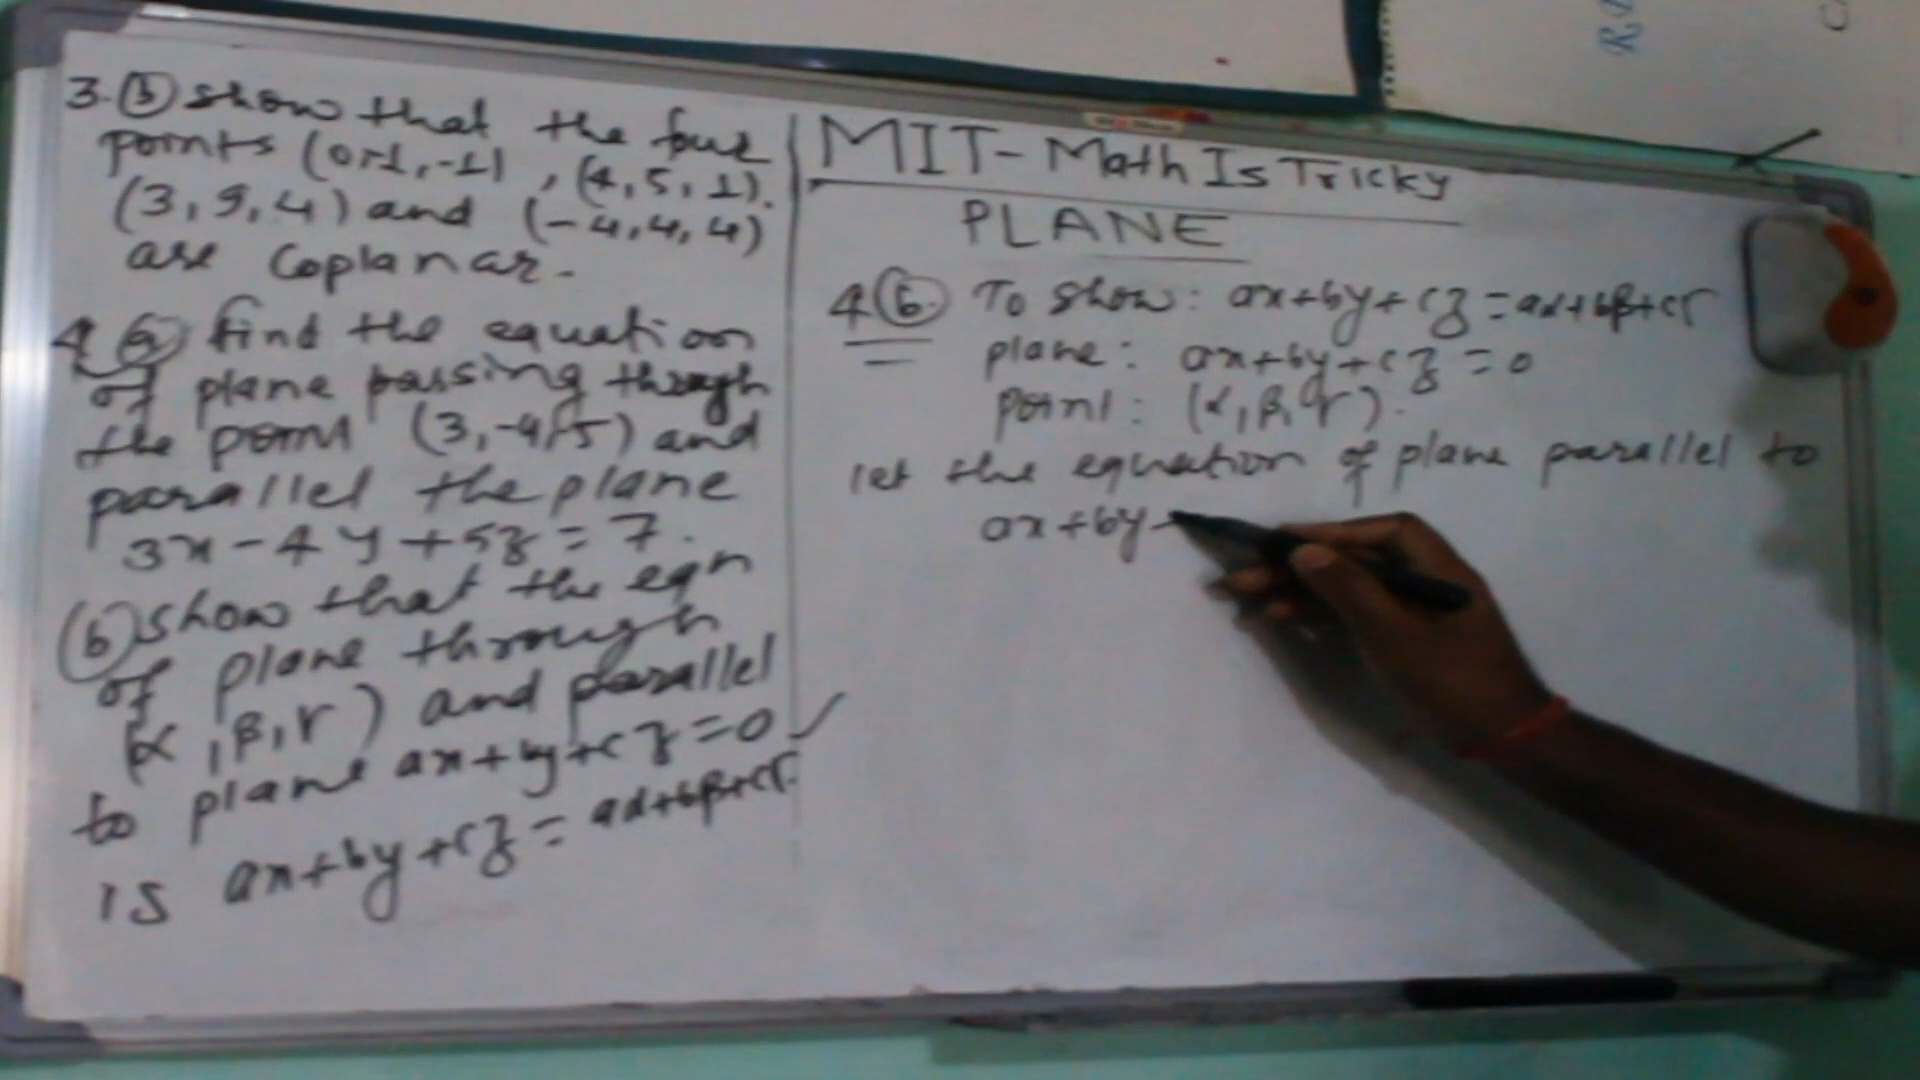 3. (b) show that the four
points (0,-1,-1), (4,5,1).
(3,9,4) and (-4,4,4)
are Coplanar.
4 (a) find the equation
of plane passing through
the point (3,-4,5) and
parallel the plane
3x-4y+5z=7.
(b) show that the eqn
of plane through
(α,β,γ) and parallel
to plane ax+by+cz=0 ✓
is ax+by+cz=aα+bβ+cγ.
MIT-Math Is Tricky
PLANE
4(b). To show: ax+by+cz=aα+bβ+cγ
plane: ax+by+cz=0
point: (α,β,γ).
let the equation of plane parallel to
ax+by+